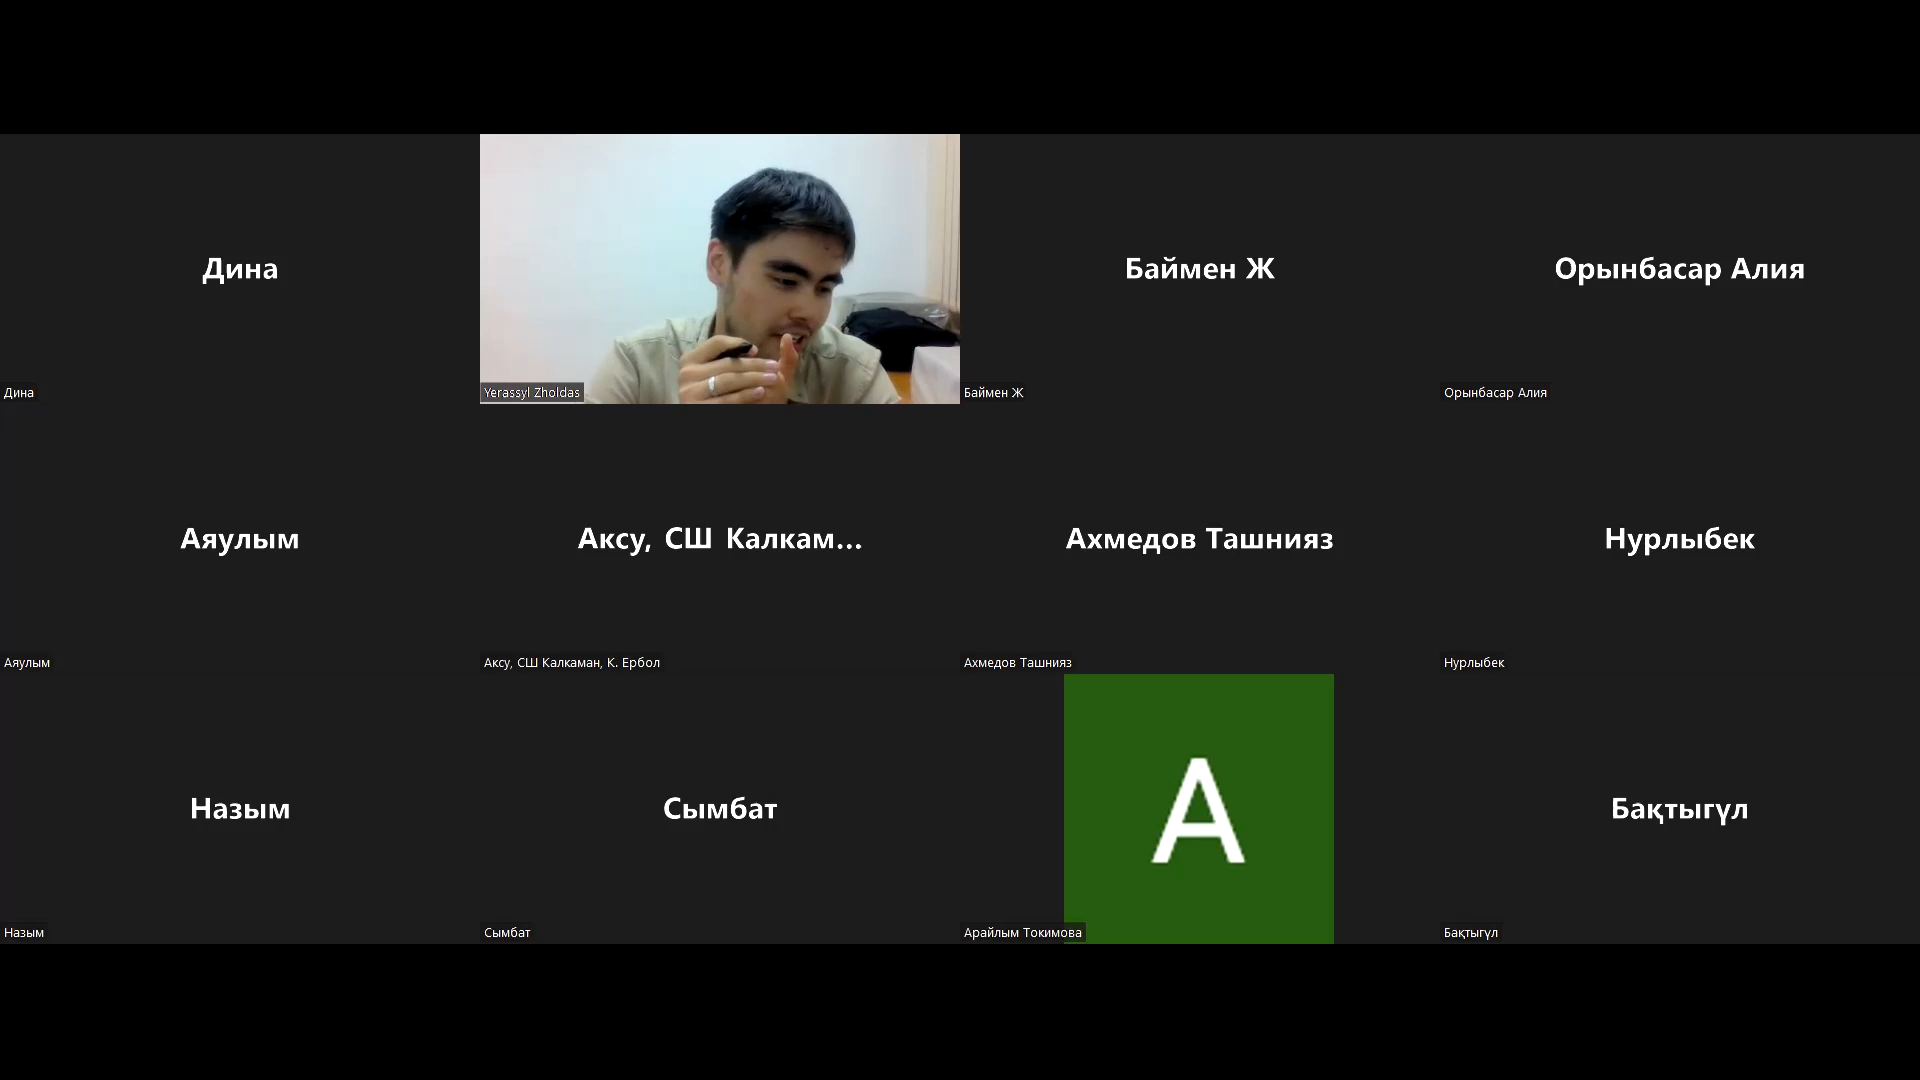 Дина
Дина
Yerassyl Zholdas
Баймен Ж
Баймен Ж
Орынбасар Алия
Орынбасар Алия
Аяулым
Аяулым
Аксу, СШ Калкам...
Аксу, СШ Калкаман, К. Ербол
Ахмедов Ташнияз
Ахмедов Ташнияз
Нурлыбек
Нурлыбек
Назым
Назым
Сымбат
Сымбат
A
Арайлым Токимова
Бақтыгүл
Бақтыгүл